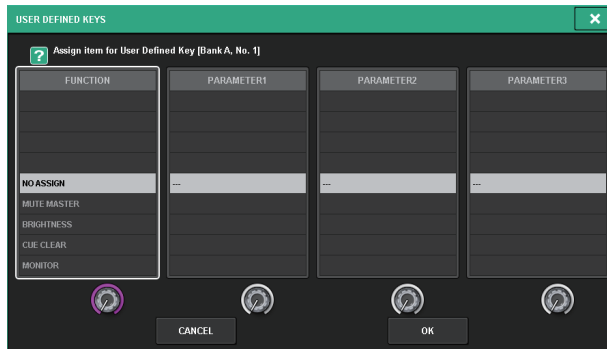 USER DEFINED KEYS
Assign item for User Defined Key [Bank A, No. 1]
FUNCTION PARAMETER1 PARAMETER2 PARAMETER3
NO ASSIGN --- --- ---
MUTE MASTER
BRIGHTNESS
CUE CLEAR
MONITOR
CANCEL OK